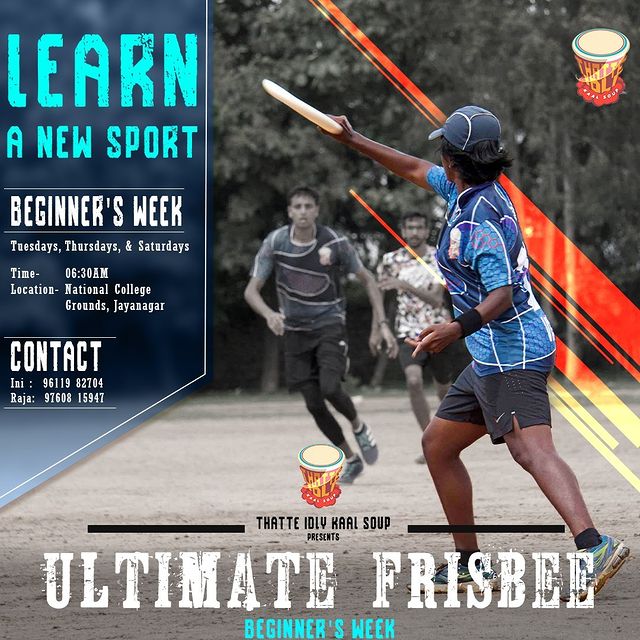 LEARN
A NEW SPORT
BEGINNER'S WEEK
Tuesdays, Thursdays, & Saturdays
Time- 06:30AM
Location- National College
Grounds, Jayanagar
CONTACT
Ini : 96119 82704
Raja: 97608 15947
THATTE IDLY KAAL SOUP
PRESENTS
ULTIMATE FRISBEE
BEGINNER'S WEEK